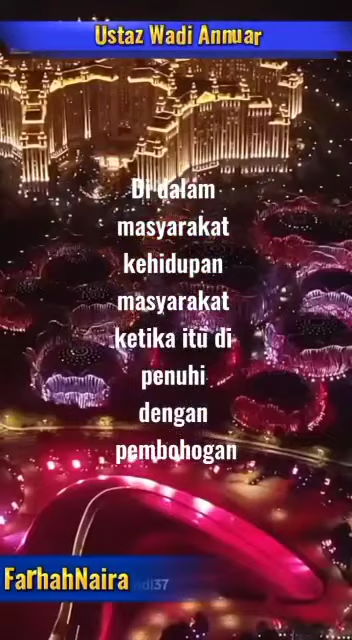 Ustaz Wadi Annuar
Di dalam
masyarakat
kehidupan
masyarakat
ketika itu di
penuhi
dengan
pembohogan
FarhahNaira